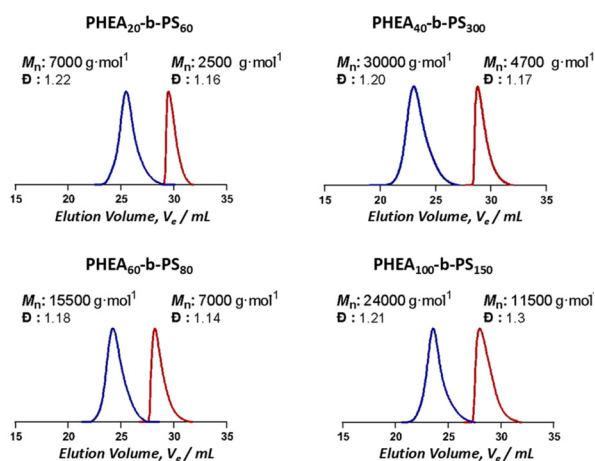 PHEA20-b-PS60
Mn: 7000 g·mol1 Mn: 2500 g·mol1
Đ : 1.22 Đ : 1.16
15 20 25 30 35
Elution Volume, Ve / mL
PHEA40-b-PS300
Mn: 30000 g·mol1 Mn: 4700 g·mol1
Đ : 1.20 Đ : 1.17
15 20 25 30 35
Elution Volume, Ve / mL
PHEA60-b-PS80
Mn: 15500 g·mol1 Mn: 7000 g·mol1
Đ : 1.18 Đ : 1.14
15 20 25 30 35
Elution Volume, Ve / mL
PHEA100-b-PS150
Mn: 24000 g·mol1 Mn: 11500 g·mol1
Đ : 1.21 Đ : 1.3
15 20 25 30 35
Elution Volume, Ve / mL